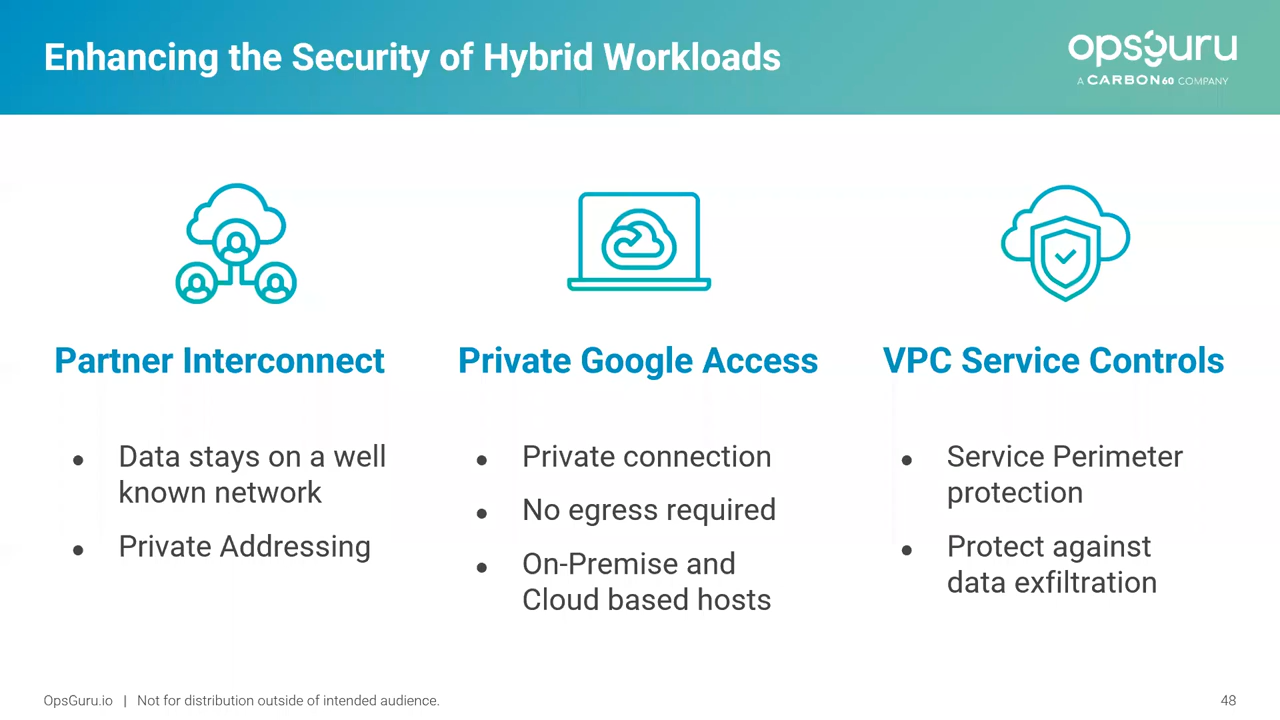 Enhancing the Security of Hybrid Workloads
opsguru
A CARBON60 COMPANY
Partner Interconnect
● Data stays on a well
known network
● Private Addressing
Private Google Access
● Private connection
● No egress required
● On-Premise and
Cloud based hosts
VPC Service Controls
● Service Perimeter
protection
● Protect against
data exfiltration
OpsGuru.io | Not for distribution outside of intended audience.
48